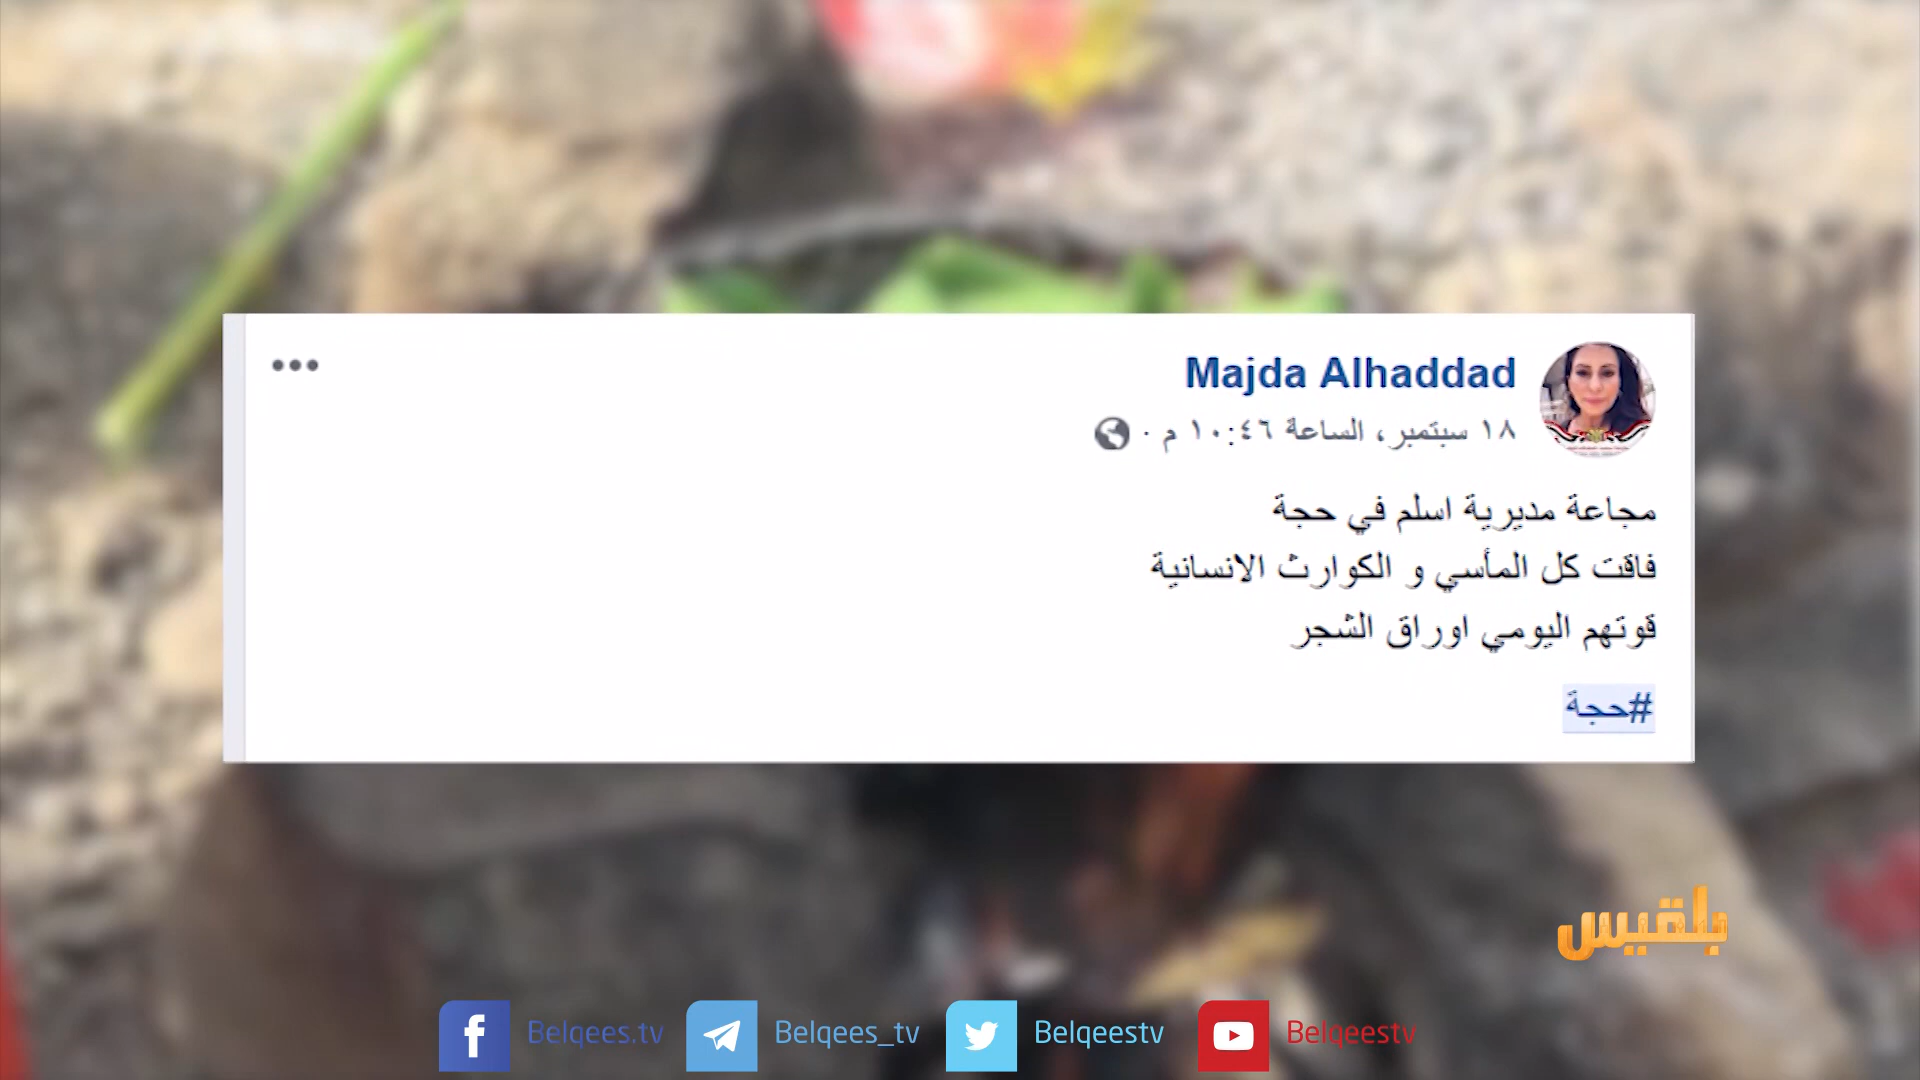 Majda Alhaddad
١٨ سبتمبر، الساعة ١٠:٤٦ م ·
مجاعة مديرية اسلم في حجة
فاقت كل المأسي و الكوارث الانسانية
قوتهم اليومي اوراق الشجر
#حجة
بلقيس
Belqees.tv
Belqees_tv
Belqeestv
Belqeestv